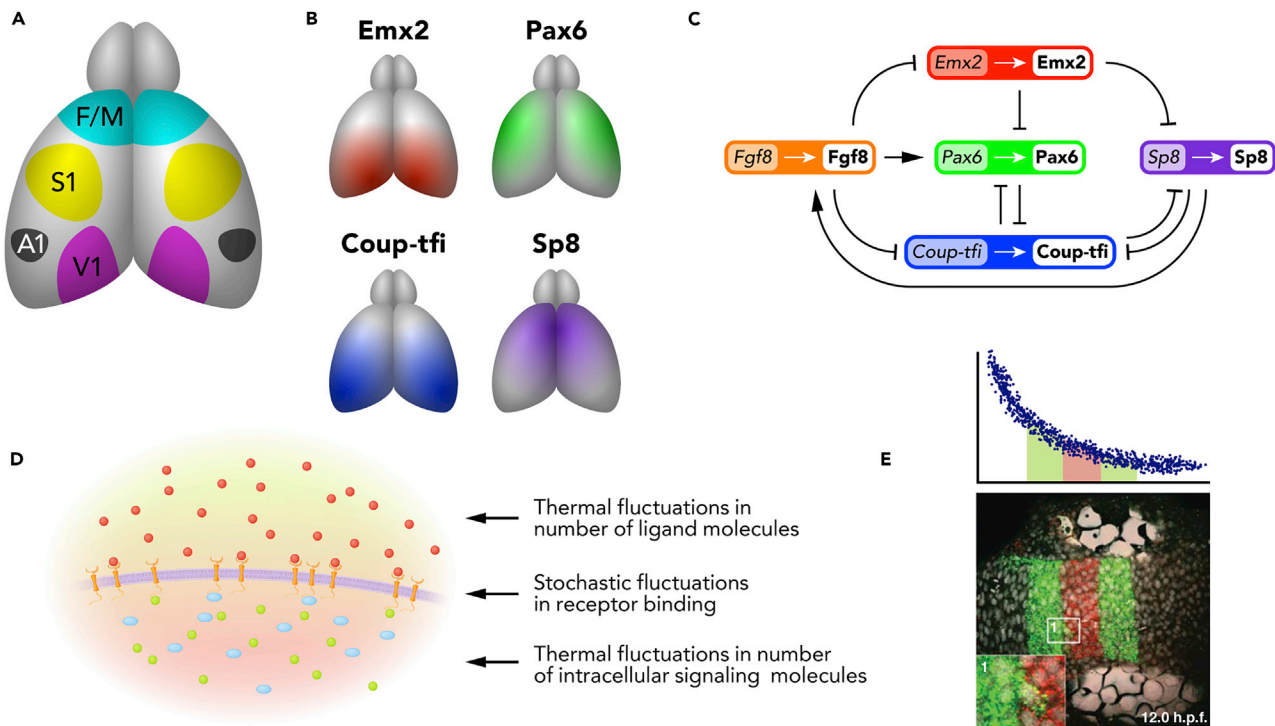 A
F/M
S1
A1
V1
B
Emx2
Pax6
Coup-tfi
Sp8
C
Emx2 Emx2
Fgf8 Fgf8
Pax6 Pax6
Sp8 Sp8
Coup-tfi Coup-tfi
D
Thermal fluctuations in
number of ligand molecules
Stochastic fluctuations
in receptor binding
Thermal fluctuations in number
of intracellular signaling molecules
E
1
1
12.0 h.p.f.